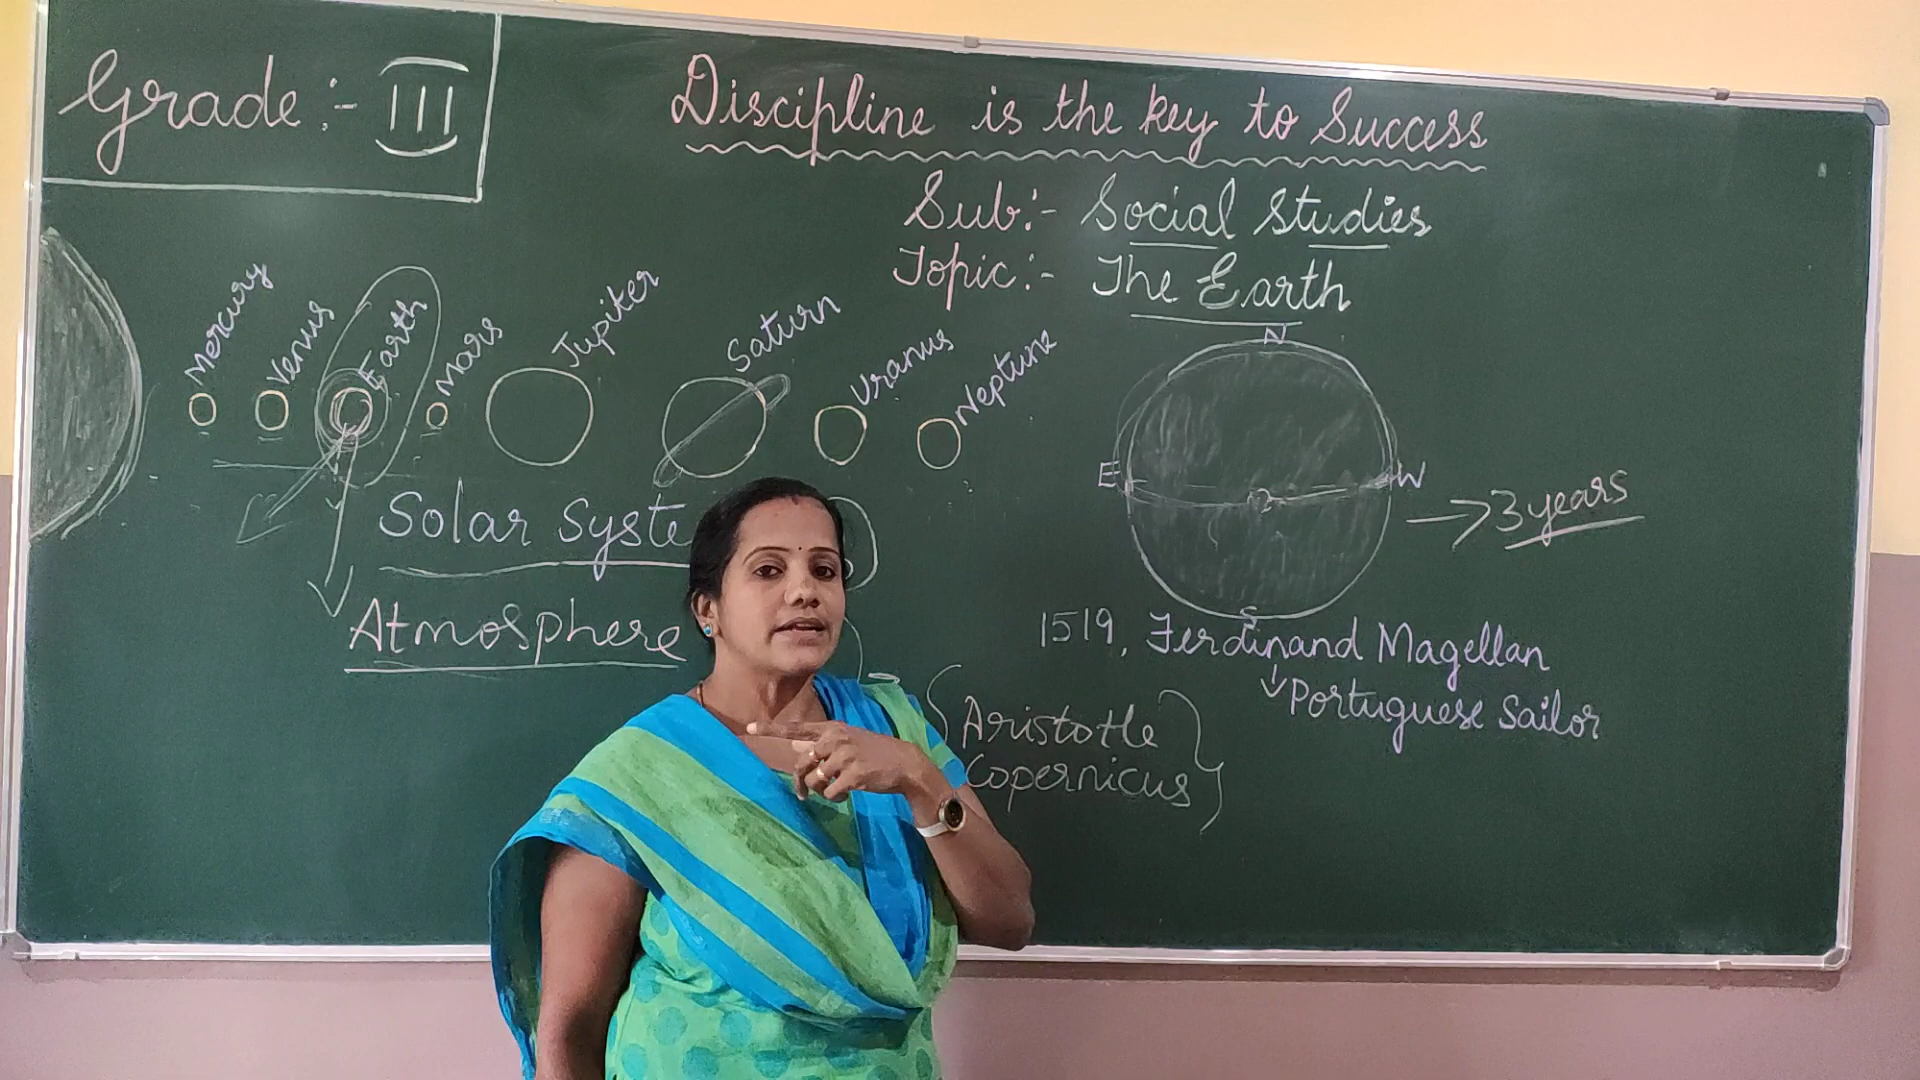 Grade:- III
Discipline is the key to Success
Sub:- Social Studies
Topic:- The Earth
Mercury
Venus
Earth
Mars
Jupiter
Saturn
Uranus
Neptune
N
E
W
S
→ 3 years
Solar Syste
Atmosphere
1519, Ferdinand Magellan
Portuguese Sailor
Aristotle
Copernicus